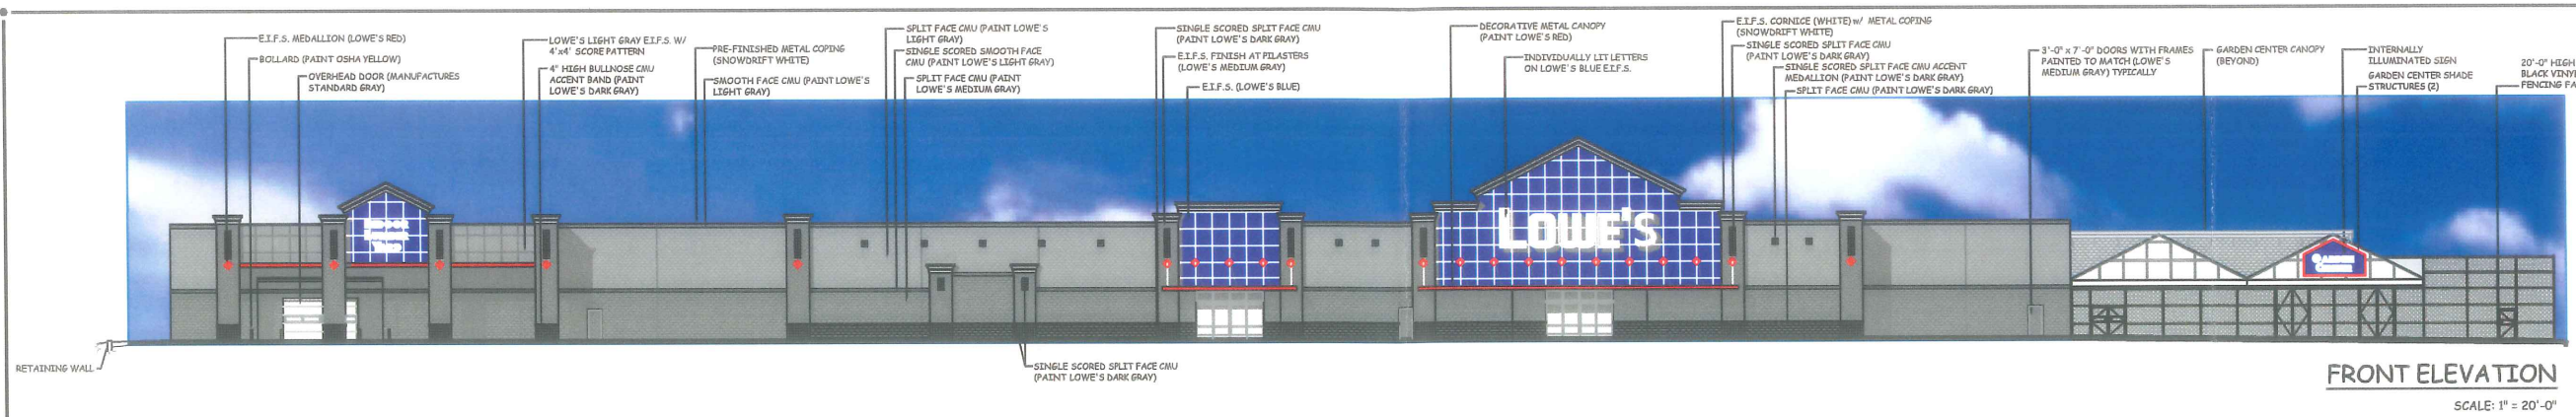 E.I.F.S. MEDALLION (LOWE'S RED)
BOLLARD (PAINT OSHA YELLOW)
OVERHEAD DOOR (MANUFACTURES
STANDARD GRAY)
LOWE'S LIGHT GRAY E.I.F.S. W/
4'x4' SCORE PATTERN
4" HIGH BULLNOSE CMU
ACCENT BAND (PAINT
LOWE'S DARK GRAY)
PRE-FINISHED METAL COPING
(SNOWDRIFT WHITE)
SMOOTH FACE CMU (PAINT LOWE'S
LIGHT GRAY)
SPLIT FACE CMU (PAINT LOWE'S
LIGHT GRAY)
SINGLE SCORED SMOOTH FACE
CMU (PAINT LOWE'S LIGHT GRAY)
SPLIT FACE CMU (PAINT
LOWE'S MEDIUM GRAY)
SINGLE SCORED SPLIT FACE CMU
(PAINT LOWE'S DARK GRAY)
E.I.F.S. FINISH AT PILASTERS
(LOWE'S MEDIUM GRAY)
E.I.F.S. (LOWE'S BLUE)
DECORATIVE METAL CANOPY
(PAINT LOWE'S RED)
INDIVIDUALLY LIT LETTERS
ON LOWE'S BLUE E.I.F.S.
E.I.F.S. CORNICE (WHITE) w/ METAL COPING
(SNOWDRIFT WHITE)
SINGLE SCORED SPLIT FACE CMU
(PAINT LOWE'S DARK GRAY)
SINGLE SCORED SPLIT FACE CMU ACCENT
MEDALLION (PAINT LOWE'S DARK GRAY)
SPLIT FACE CMU (PAINT LOWE'S DARK GRAY)
3'-0" x 7'-0" DOORS WITH FRAMES
PAINTED TO MATCH (LOWE'S
MEDIUM GRAY) TYPICALLY
GARDEN CENTER CANOPY
(BEYOND)
INTERNALLY
ILLUMINATED SIGN
GARDEN CENTER SHADE
STRUCTURES (2)
20'-0" HIGH
BLACK VINY
FENCING FA
LOWE'S
RETAINING WALL
SINGLE SCORED SPLIT FACE CMU
(PAINT LOWE'S DARK GRAY)
FRONT ELEVATION
SCALE: 1" = 20'-0"